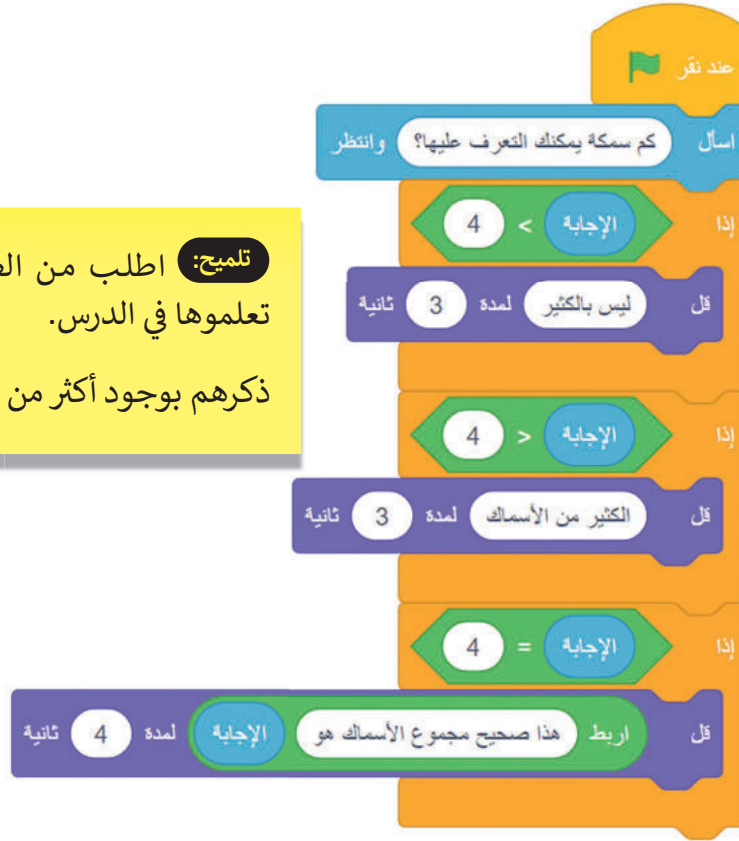 عند نقر
اسأل كم سمكة يمكنك التعرف عليها؟ وانتظر
إذا الإجابة < 4
قل ليس بالكثير لمدة 3 ثانية
إذا الإجابة > 4
قل الكثير من الأسماك لمدة 3 ثانية
إذا الإجابة = 4
قل اربط هذا صحيح مجموع الأسماك هو الإجابة لمدة 4 ثانية
تلميح: اطلب من
تعلموها في الدرس.
ذكرهم بوجود أكثر من